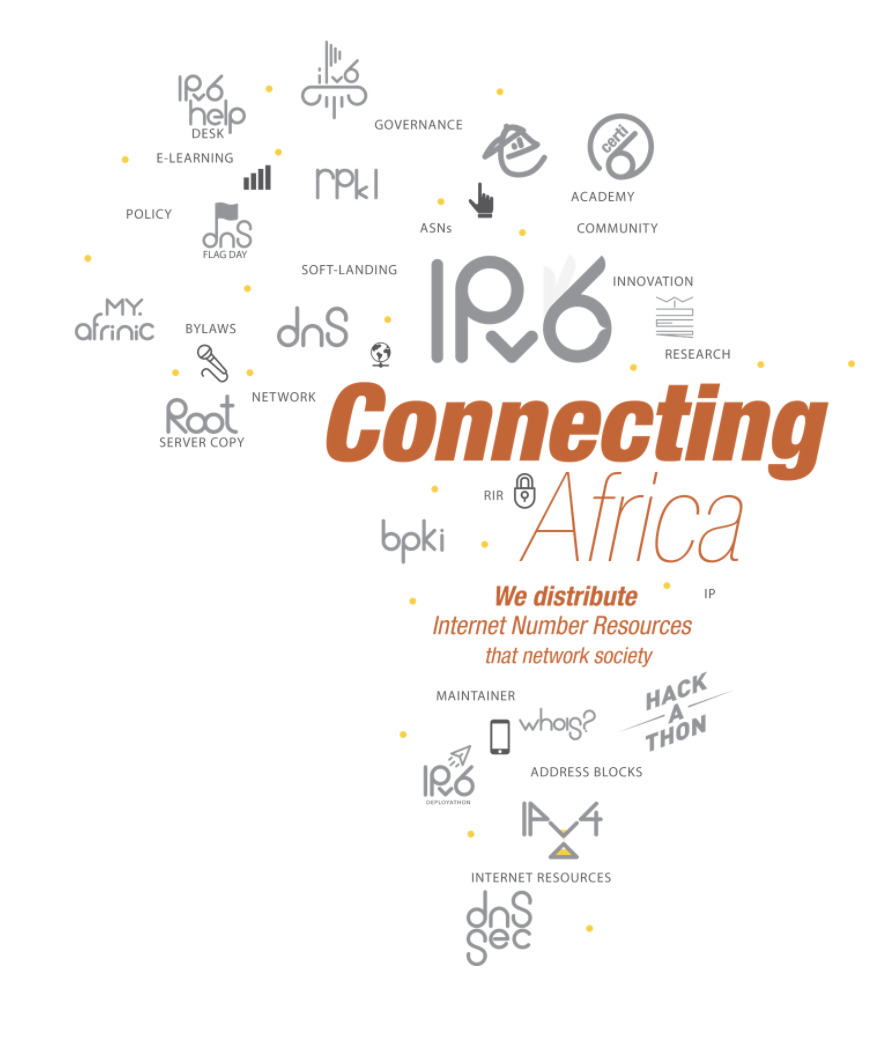 IPv6
help
DESK
ipv6
GOVERNANCE
certi
6
E-LEARNING
rpki
ACADEMY
POLICY
dnS
FLAG DAY
ASNs
COMMUNITY
SOFT-LANDING
IPv6
INNOVATION
MY.
afrinic
BYLAWS
dnS
RESEARCH
NETWORK
Root
SERVER COPY
Connecting
Africa
RIR
bpki
IP
We distribute
Internet Number Resources
that network society
MAINTAINER
whois?
HACK
A
THON
IPv6
DEPLOYATHON
ADDRESS BLOCKS
IPv4
INTERNET RESOURCES
dnS
Sec